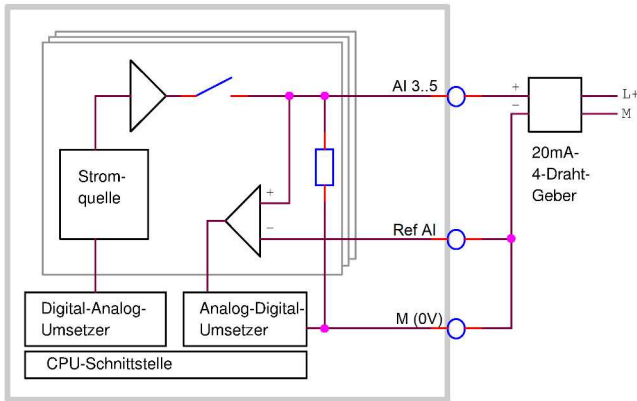 AI 3..5
+
−
L+
M
20mA-
4-Draht-
Geber
Strom-
quelle
+
−
Ref AI
M (0V)
Digital-Analog-
Umsetzer
Analog-Digital-
Umsetzer
CPU-Schnittstelle